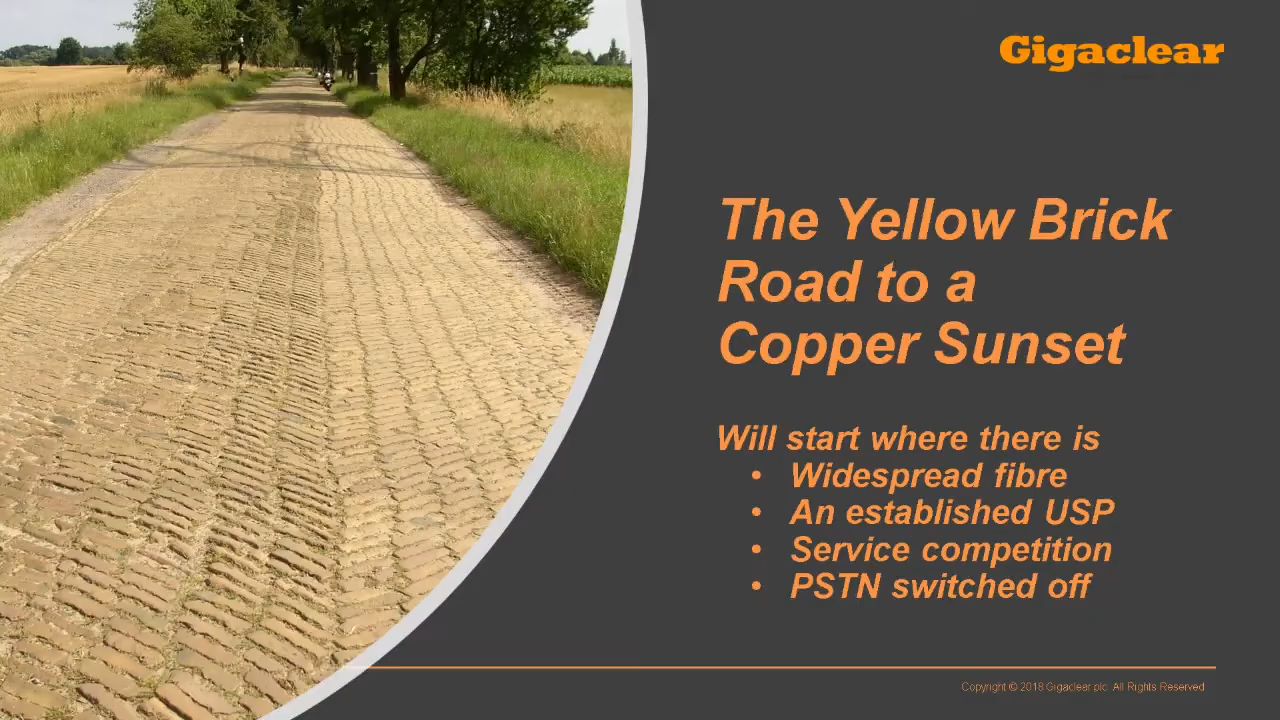 Gigaclear
The Yellow Brick
Road to a
Copper Sunset
Will start where there is
• Widespread fibre
• An established USP
• Service competition
• PSTN switched off
Copyright © 2018 Gigaclear plc. All Rights Reserved